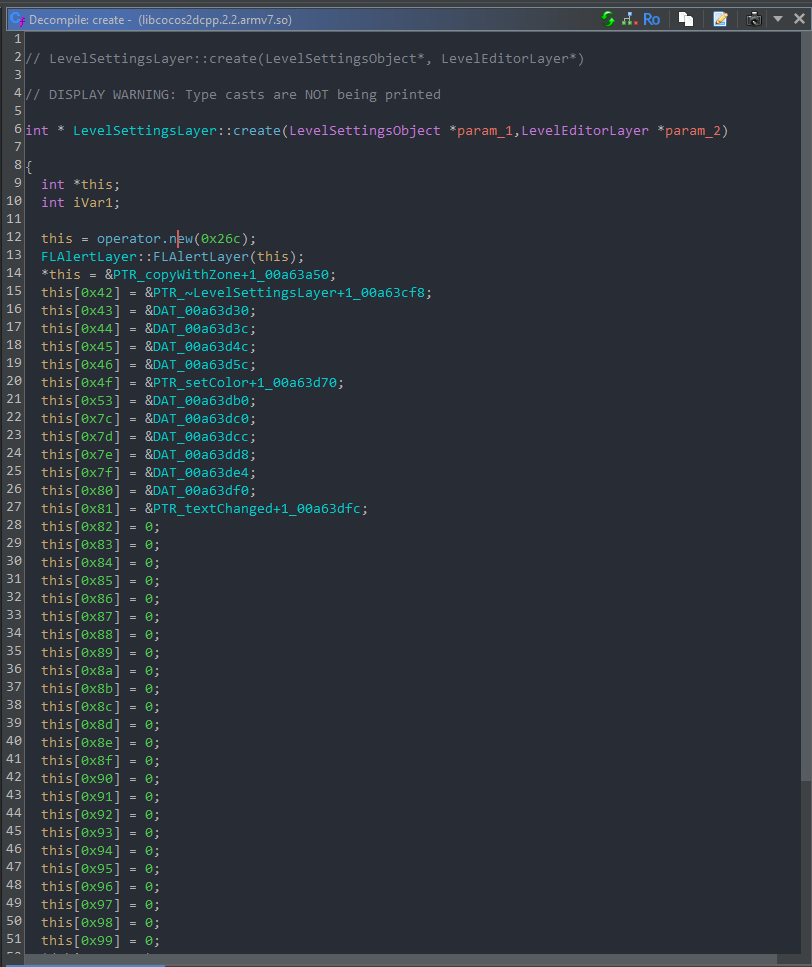 Decompile: create - (libcocos2dcpp.2.2.armv7.so)
Ro
1
2 // LevelSettingsLayer::create(LevelSettingsObject*, LevelEditorLayer*)
3
4 // DISPLAY WARNING: Type casts are NOT being printed
5
6 int * LevelSettingsLayer::create(LevelSettingsObject *param_1,LevelEditorLayer *param_2)
7
8 {
9 int *this;
10 int iVar1;
11
12 this = operator.new(0x26c);
13 FLAlertLayer::FLAlertLayer(this);
14 *this = &PTR_copyWithZone+1_00a63a50;
15 this[0x42] = &PTR_~LevelSettingsLayer+1_00a63cf8;
16 this[0x43] = &DAT_00a63d30;
17 this[0x44] = &DAT_00a63d3c;
18 this[0x45] = &DAT_00a63d4c;
19 this[0x46] = &DAT_00a63d5c;
20 this[0x4f] = &PTR_setColor+1_00a63d70;
21 this[0x53] = &DAT_00a63db0;
22 this[0x7c] = &DAT_00a63dc0;
23 this[0x7d] = &DAT_00a63dcc;
24 this[0x7e] = &DAT_00a63dd8;
25 this[0x7f] = &DAT_00a63de4;
26 this[0x80] = &DAT_00a63df0;
27 this[0x81] = &PTR_textChanged+1_00a63dfc;
28 this[0x82] = 0;
29 this[0x83] = 0;
30 this[0x84] = 0;
31 this[0x85] = 0;
32 this[0x86] = 0;
33 this[0x87] = 0;
34 this[0x88] = 0;
35 this[0x89] = 0;
36 this[0x8a] = 0;
37 this[0x8b] = 0;
38 this[0x8c] = 0;
39 this[0x8d] = 0;
40 this[0x8e] = 0;
41 this[0x8f] = 0;
42 this[0x90] = 0;
43 this[0x91] = 0;
44 this[0x92] = 0;
45 this[0x93] = 0;
46 this[0x94] = 0;
47 this[0x95] = 0;
48 this[0x96] = 0;
49 this[0x97] = 0;
50 this[0x98] = 0;
51 this[0x99] = 0;